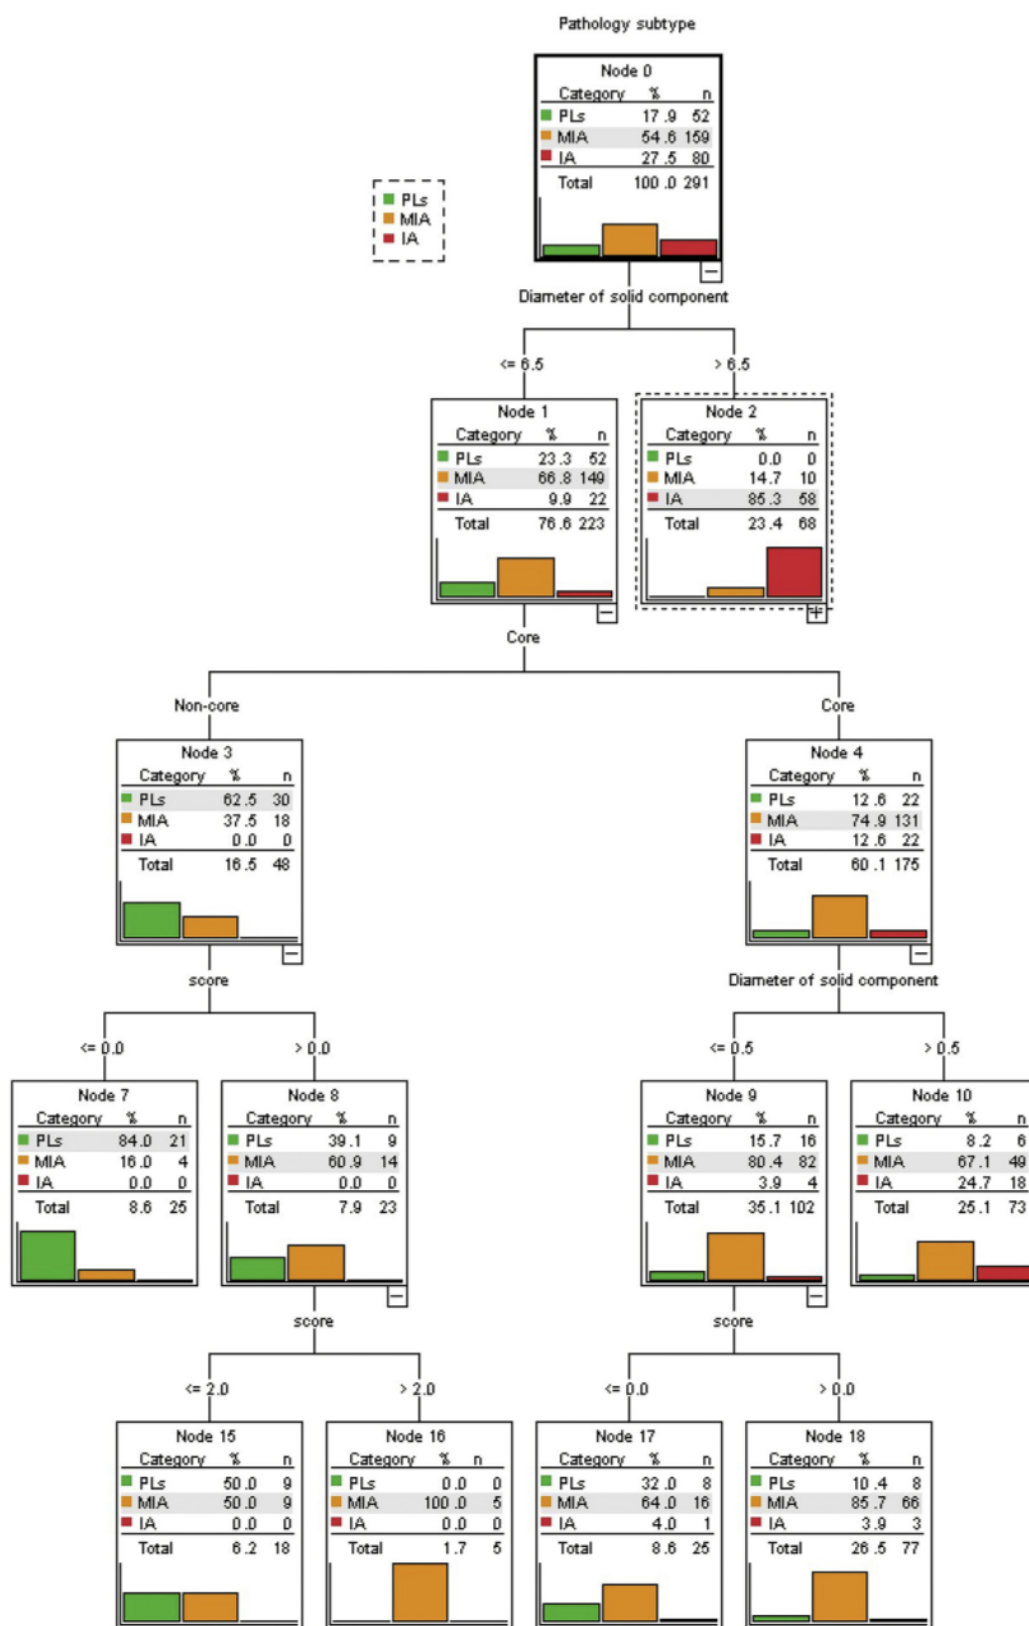 Pathology subtype
Node 0
Category % n
PLs 17.9 52
MIA 54.6 159
IA 27.5 80
Total 100.0 291
PLs
MIA
IA
Diameter of solid component
<= 6.5 > 6.5
Node 1
Category % n
PLs 23.3 52
MIA 66.8 149
IA 9.9 22
Total 76.6 223
Node 2
Category % n
PLs 0.0 0
MIA 14.7 10
IA 85.3 58
Total 23.4 68
Core
Non-core Core
Node 3
Category % n
PLs 62.5 30
MIA 37.5 18
IA 0.0 0
Total 16.5 48
Node 4
Category % n
PLs 12.6 22
MIA 74.9 131
IA 12.6 22
Total 60.1 175
score Diameter of solid component
<= 0.0 > 0.0 <= 0.5 > 0.5
Node 7
Category % n
PLs 84.0 21
MIA 16.0 4
IA 0.0 0
Total 8.6 25
Node 8
Category % n
PLs 39.1 9
MIA 60.9 14
IA 0.0 0
Total 7.9 23
Node 9
Category % n
PLs 15.7 16
MIA 80.4 82
IA 3.9 4
Total 35.1 102
Node 10
Category % n
PLs 8.2 6
MIA 67.1 49
IA 24.7 18
Total 25.1 73
score score
<= 2.0 > 2.0 <= 0.0 > 0.0
Node 15
Category % n
PLs 50.0 9
MIA 50.0 9
IA 0.0 0
Total 6.2 18
Node 16
Category % n
PLs 0.0 0
MIA 100.0 5
IA 0.0 0
Total 1.7 5
Node 17
Category % n
PLs 32.0 8
MIA 64.0 16
IA 4.0 1
Total 8.6 25
Node 18
Category % n
PLs 10.4 8
MIA 85.7 66
IA 3.9 3
Total 26.5 77